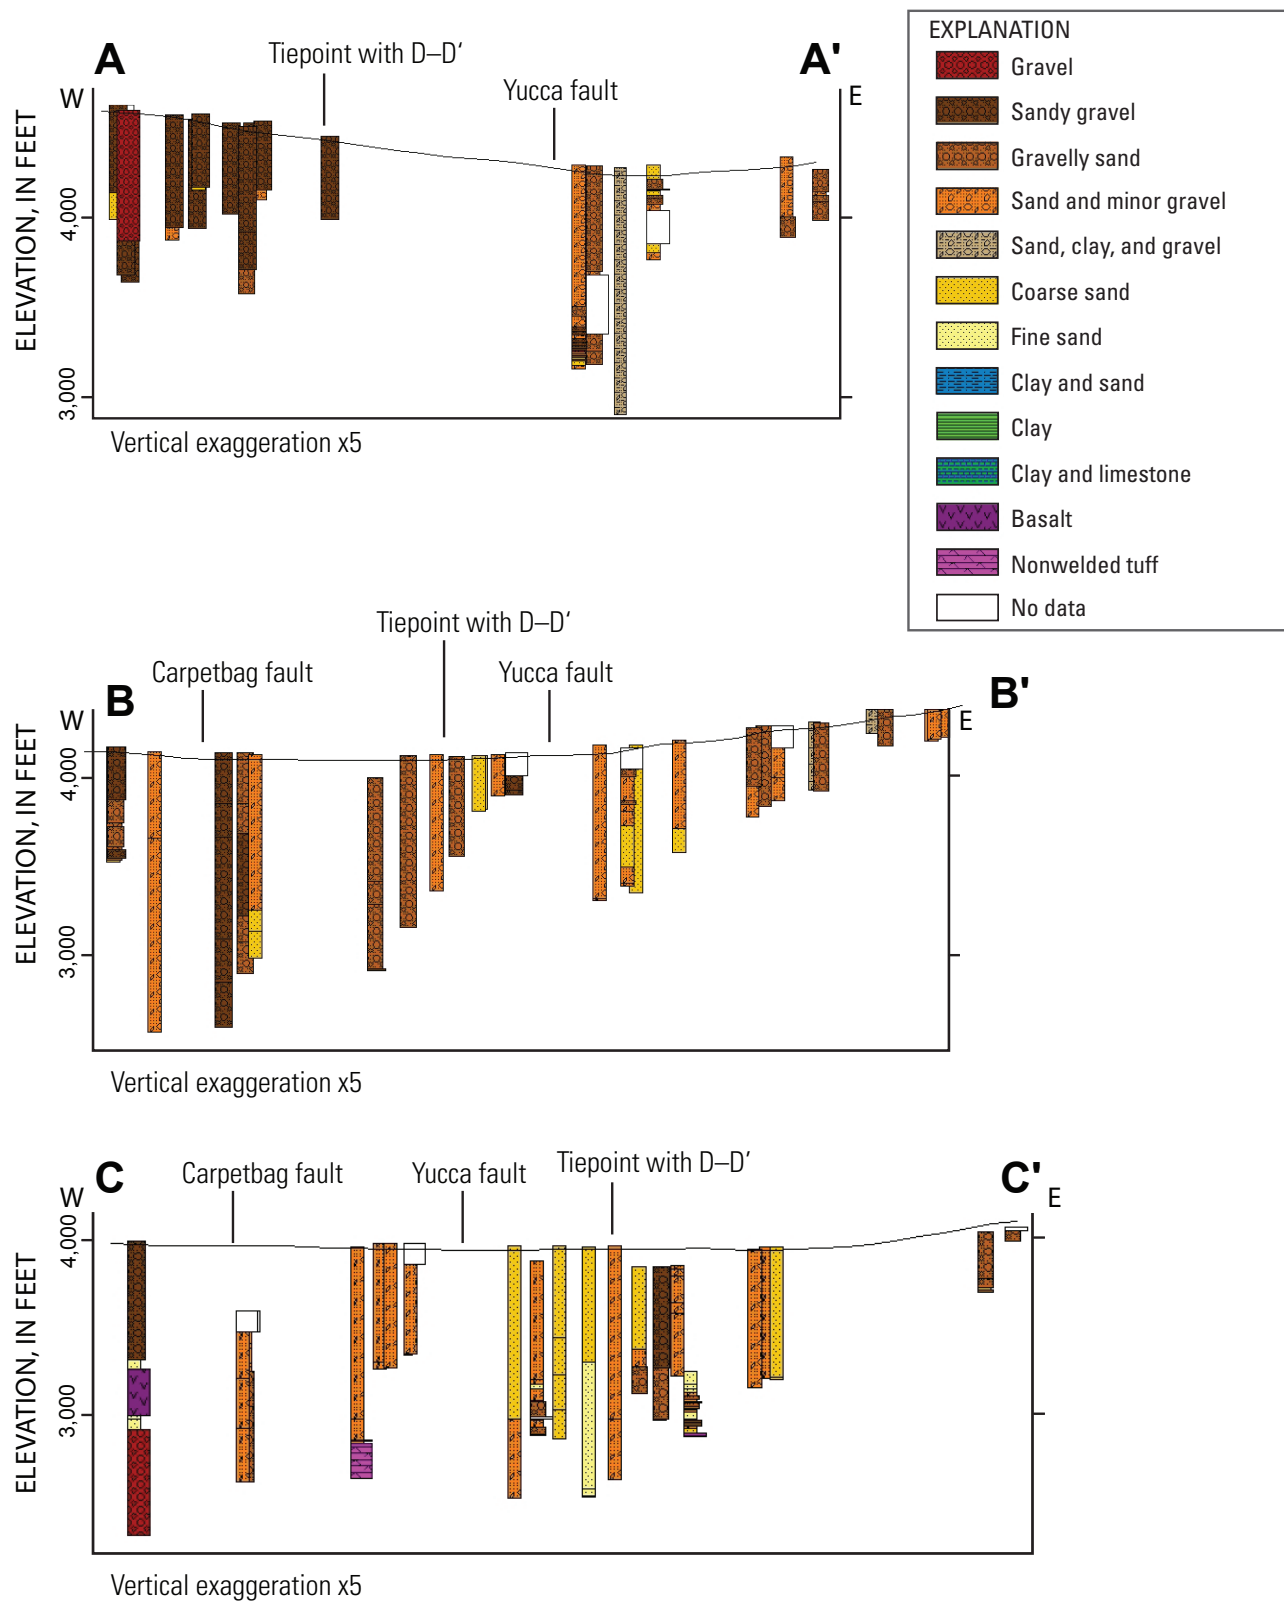 A
Tiepoint with D–D′
A'
W
Yucca fault
E
ELEVATION, IN FEET
4,000
3,000
Vertical exaggeration x5
EXPLANATION
Gravel
Sandy gravel
Gravelly sand
Sand and minor gravel
Sand, clay, and gravel
Coarse sand
Fine sand
Clay and sand
Clay
Clay and limestone
Basalt
Nonwelded tuff
No data
Tiepoint with D–D′
Carpetbag fault
Yucca fault
B
B'
W
E
ELEVATION, IN FEET
4,000
3,000
Vertical exaggeration x5
C
Carpetbag fault
Yucca fault
Tiepoint with D–D′
C'
W
E
ELEVATION, IN FEET
4,000
3,000
Vertical exaggeration x5